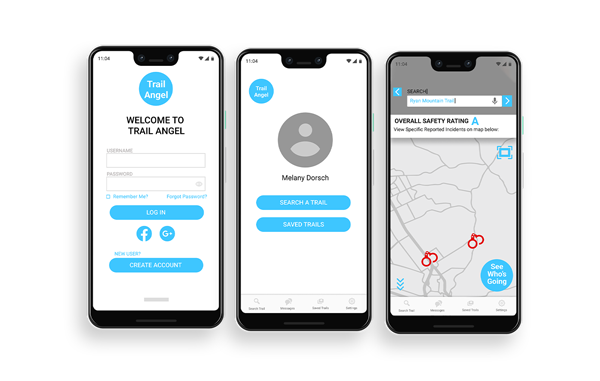 11:04
Trail
Angel
WELCOME TO
TRAIL ANGEL
USERNAME
PASSWORD
Remember Me?
Forgot Password?
LOG IN
f
G+
NEW USER?
CREATE ACCOUNT
11:04
Trail
Angel
Melany Dorsch
SEARCH A TRAIL
SAVED TRAILS
Search Trail
Messages
Saved Trails
Settings
11:04
SEARCH
Ryan Mountain Trail
OVERALL SAFETY RATING A
View Specific Reported Incidents on map below:
See
Who's
Going
Search Trail
Messages
Saved Trails
Settings